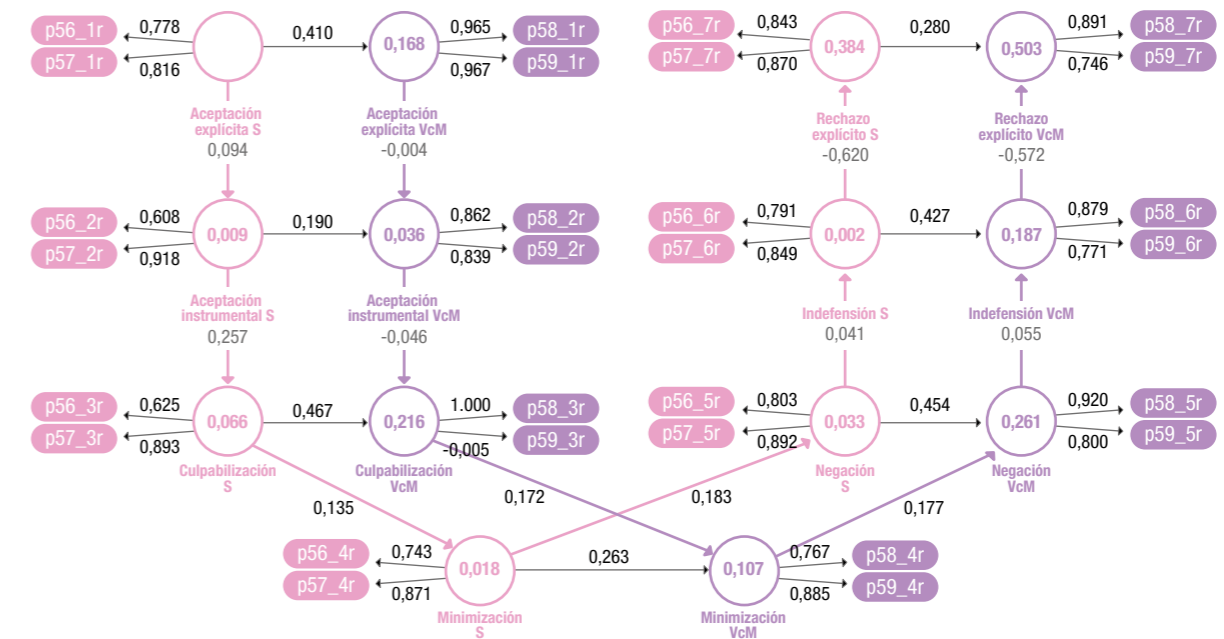 p56_1r 0,778 0,410 0,168 0,965 p58_1r
p57_1r 0,816 0,967 p59_1r
Aceptación
explícita S
0,094
Aceptación
explícita VcM
-0,004
p56_2r 0,608 0,009 0,190 0,036 0,862 p58_2r
p57_2r 0,918 0,839 p59_2r
Aceptación
instrumental S
0,257
Aceptación
instrumental VcM
-0,046
p56_3r 0,625 0,066 0,467 0,216 1.000 p58_3r
p57_3r 0,893 -0,005 p59_3r
Culpabilización
S
Culpabilización
VcM
0,135
0,172
0,183
0,177
p56_4r 0,743 0,018 0,263 0,107 0,767 p58_4r
p57_4r 0,871 0,885 p59_4r
Minimización
S
Minimización
VcM
p56_7r 0,843 0,384 0,280 0,503 0,891 p58_7r
p57_7r 0,870 0,746 p59_7r
Rechazo
explícito S
-0,620
Rechazo
explícito VcM
-0,572
p56_6r 0,791 0,002 0,427 0,187 0,879 p58_6r
p57_6r 0,849 0,771 p59_6r
Indefensión S
0,041
Indefensión VcM
0,055
p56_5r 0,803 0,033 0,454 0,261 0,920 p58_5r
p57_5r 0,892 0,800 p59_5r
Negación
S
Negación
VcM